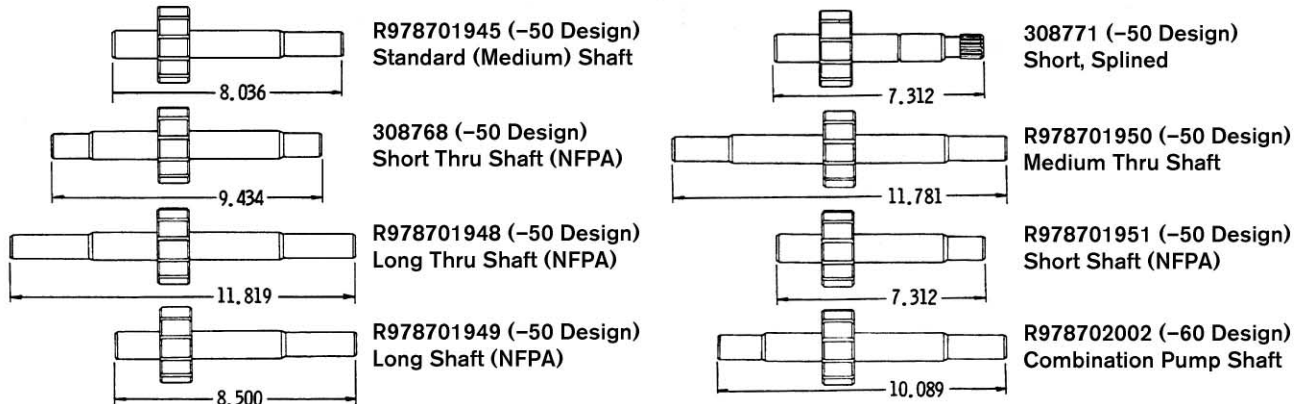 R978701945 (–50 Design)
Standard (Medium) Shaft
8.036
308768 (–50 Design)
Short Thru Shaft (NFPA)
9.434
R978701948 (–50 Design)
Long Thru Shaft (NFPA)
11.819
R978701949 (–50 Design)
Long Shaft (NFPA)
8.500
308771 (–50 Design)
Short, Splined
7.312
R978701950 (–50 Design)
Medium Thru Shaft
11.781
R978701951 (–50 Design)
Short Shaft (NFPA)
7.312
R978702002 (–60 Design)
Combination Pump Shaft
10.089